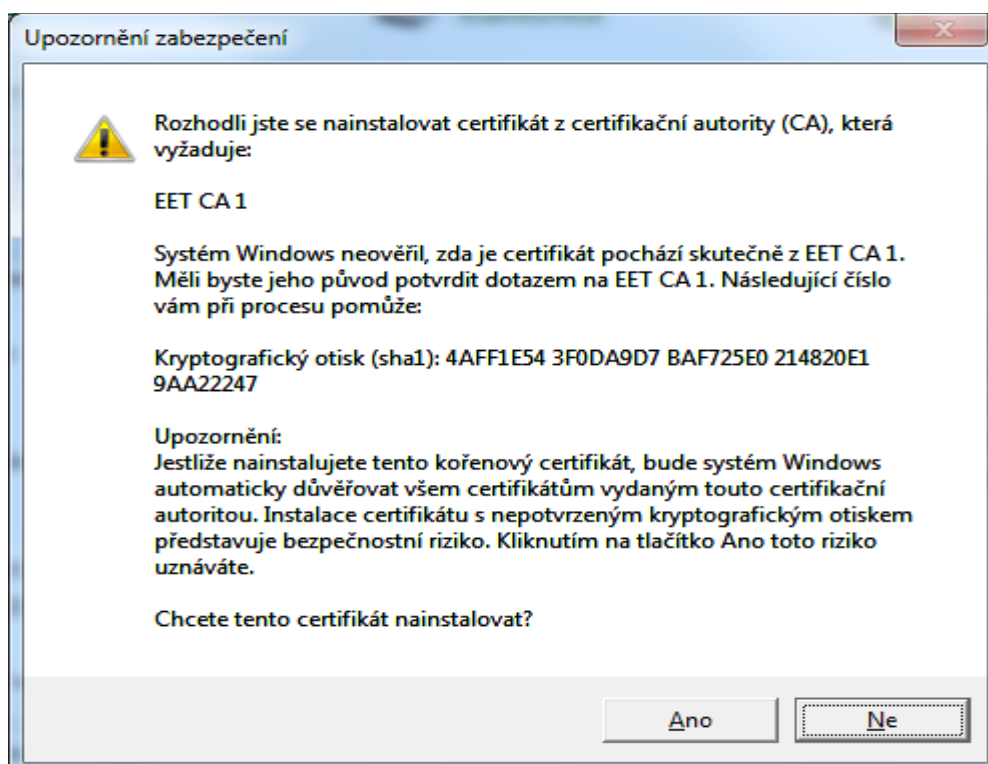 Upozornění zabezpečení
Rozhodli jste se nainstalovat certifikát z certifikační autority (CA), která
vyžaduje:
EET CA 1
Systém Windows neověřil, zda je certifikát pochází skutečně z EET CA 1.
Měli byste jeho původ potvrdit dotazem na EET CA 1. Následující číslo
vám při procesu pomůže:
Kryptografický otisk (sha1): 4AFF1E54 3F0DA9D7 BAF725E0 214820E1
9AA22247
Upozornění:
Jestliže nainstalujete tento kořenový certifikát, bude systém Windows
automaticky důvěřovat všem certifikátům vydaným touto certifikační
autoritou. Instalace certifikátu s nepotvrzeným kryptografickým otiskem
představuje bezpečnostní riziko. Kliknutím na tlačítko Ano toto riziko
uznáváte.
Chcete tento certifikát nainstalovat?
Ano
Ne